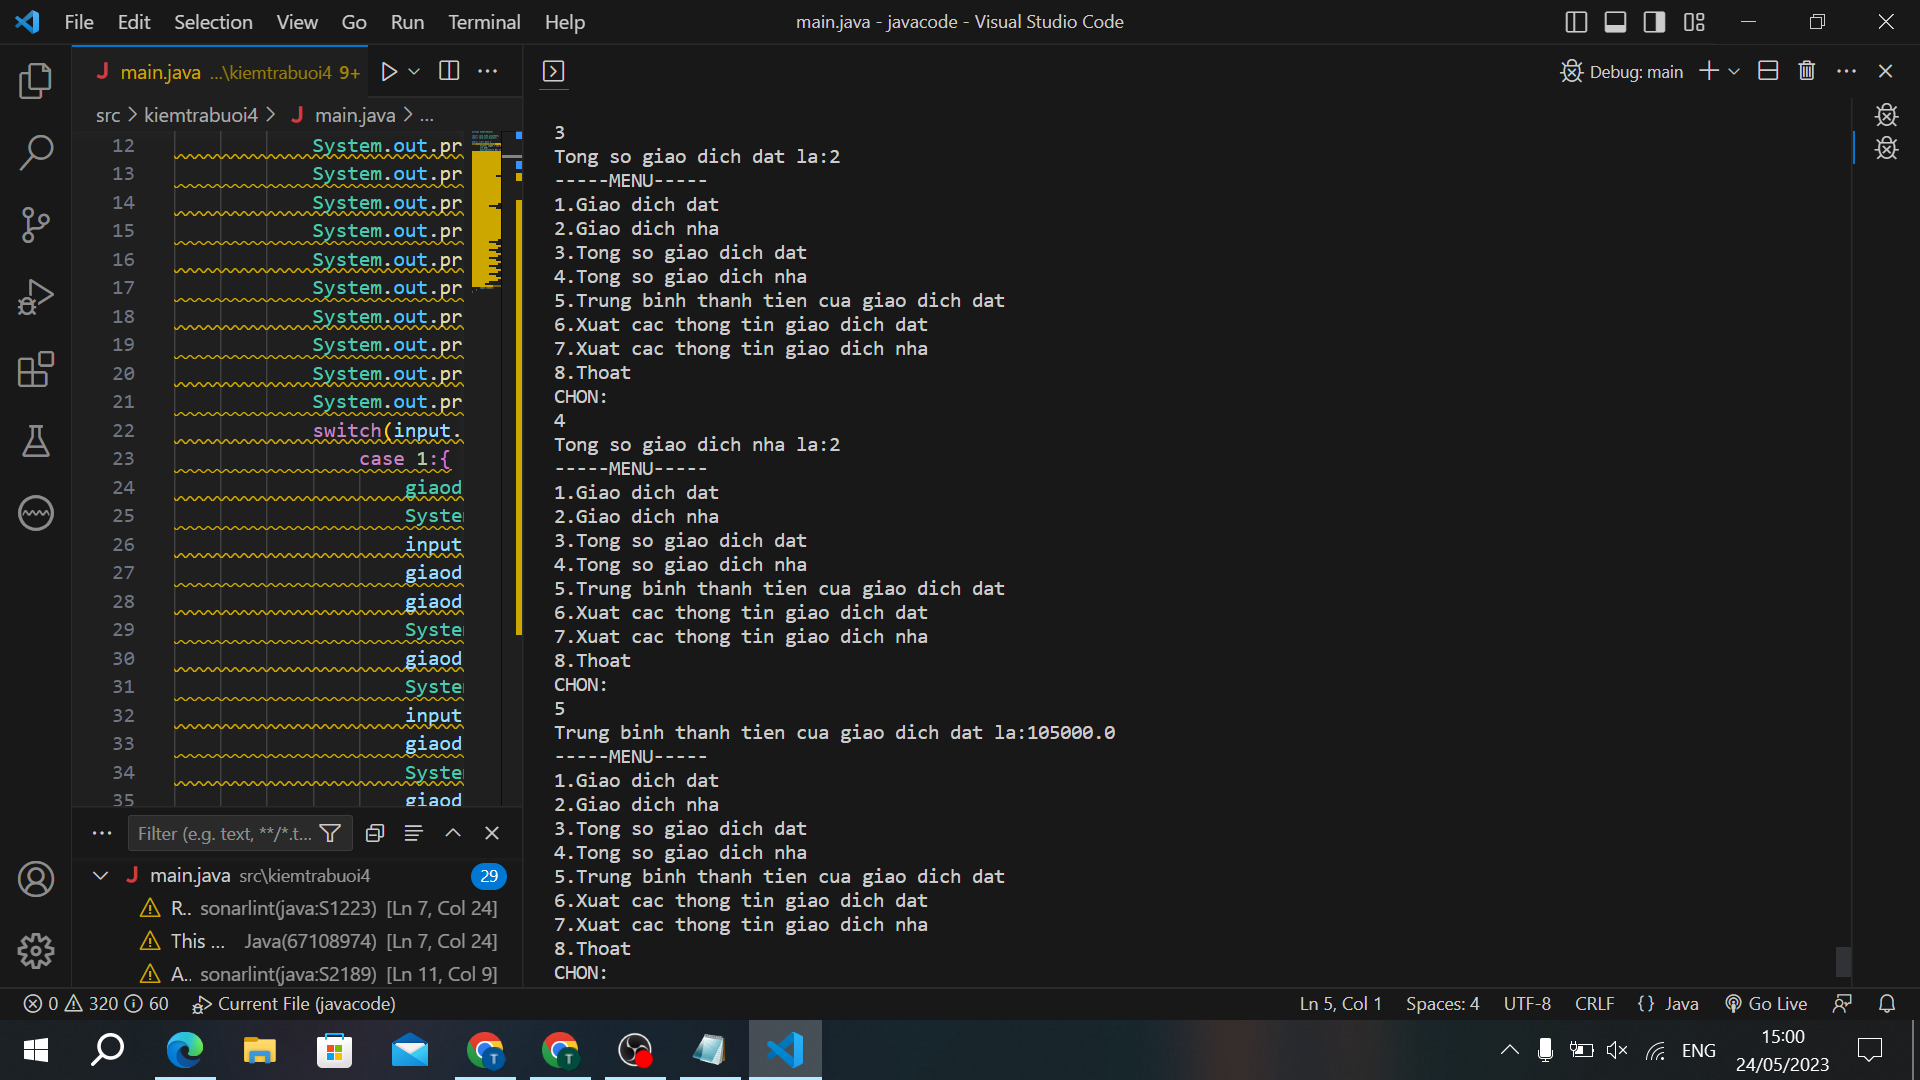 File Edit Selection View Go Run Terminal Help
main.java - javacode - Visual Studio Code
J main.java ...\kiemtrabuoi4 9+
Debug: main
src > kiemtrabuoi4 > J main.java > ...
12 System.out.pr
13 System.out.pr
14 System.out.pr
15 System.out.pr
16 System.out.pr
17 System.out.pr
18 System.out.pr
19 System.out.pr
20 System.out.pr
21 System.out.pr
22 switch(input.
23 case 1:{
24 giaod
25 System
26 input
27 giaod
28 giaod
29 System
30 giaod
31 System
32 input
33 giaod
34 System
35 giaod
Filter (e.g. text, **/*.t...
J main.java src\kiemtrabuoi4 29
R.. sonarlint(java:S1223) [Ln 7, Col 24]
This ... Java(67108974) [Ln 7, Col 24]
A.. sonarlint(java:S2189) [Ln 11, Col 9]
3
Tong so giao dich dat la:2
-----MENU-----
1.Giao dich dat
2.Giao dich nha
3.Tong so giao dich dat
4.Tong so giao dich nha
5.Trung binh thanh tien cua giao dich dat
6.Xuat cac thong tin giao dich dat
7.Xuat cac thong tin giao dich nha
8.Thoat
CHON:
4
Tong so giao dich nha la:2
-----MENU-----
1.Giao dich dat
2.Giao dich nha
3.Tong so giao dich dat
4.Tong so giao dich nha
5.Trung binh thanh tien cua giao dich dat
6.Xuat cac thong tin giao dich dat
7.Xuat cac thong tin giao dich nha
8.Thoat
CHON:
5
Trung binh thanh tien cua giao dich dat la:105000.0
-----MENU-----
1.Giao dich dat
2.Giao dich nha
3.Tong so giao dich dat
4.Tong so giao dich nha
5.Trung binh thanh tien cua giao dich dat
6.Xuat cac thong tin giao dich dat
7.Xuat cac thong tin giao dich nha
8.Thoat
CHON:
0 320 60 Current File (javacode)
Ln 5, Col 1 Spaces: 4 UTF-8 CRLF {} Java Go Live
T T
ENG
15:00
24/05/2023